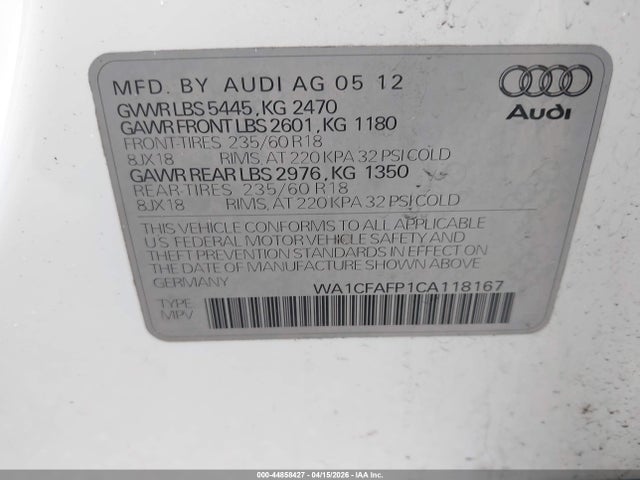 MFD. BY AUDI AG 05 12
GVWR LBS 5445, KG 2470
GAWR FRONT LBS 2601, KG 1180
FRONT-TIRES 235/60 R18
8JX18 RIMS, AT 220 KPA 32 PSI COLD
GAWR REAR LBS 2976, KG 1350
REAR-TIRES 235/60 R18
8JX18 RIMS, AT 220 KPA 32 PSI COLD
Audi
THIS VEHICLE CONFORMS TO ALL APPLICABLE
U.S FEDERAL MOTOR VEHICLE SAFETY AND
THEFT PREVENTION STANDARDS IN EFFECT ON THE
DATE OF MANUFACTURE SHOWN ABOVE
GERMANY WA1CFAFP1CA118167
TYPE:
MPV
000-44858427 - 04/15/2026 - COPYRIGHT IAA, LLC